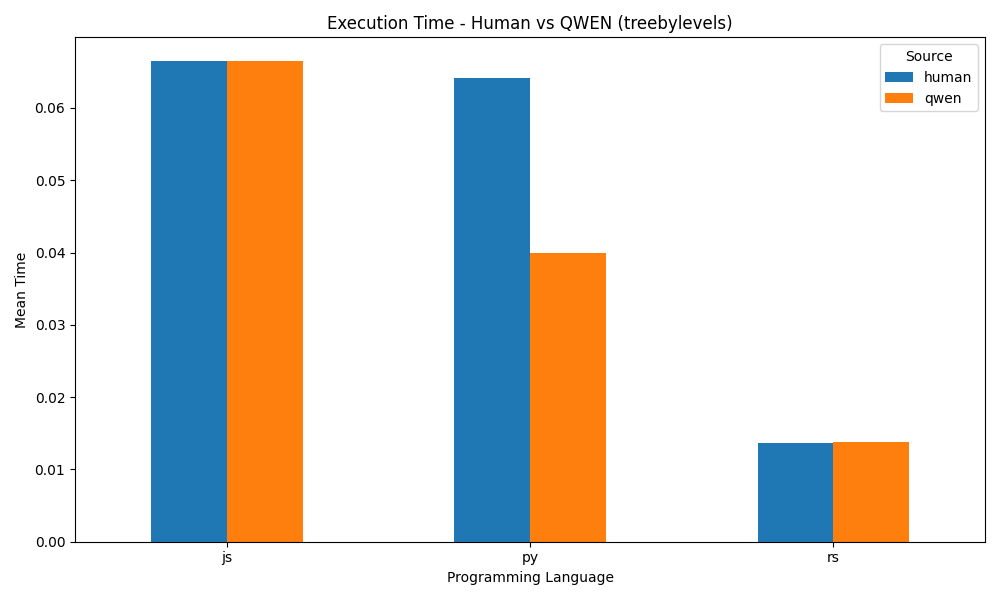 Execution Time - Human vs QWEN (treebylevels)
Source
human
qwen
Mean Time
0.06
0.05
0.04
0.03
0.02
0.01
0.00
js
py
rs
Programming Language